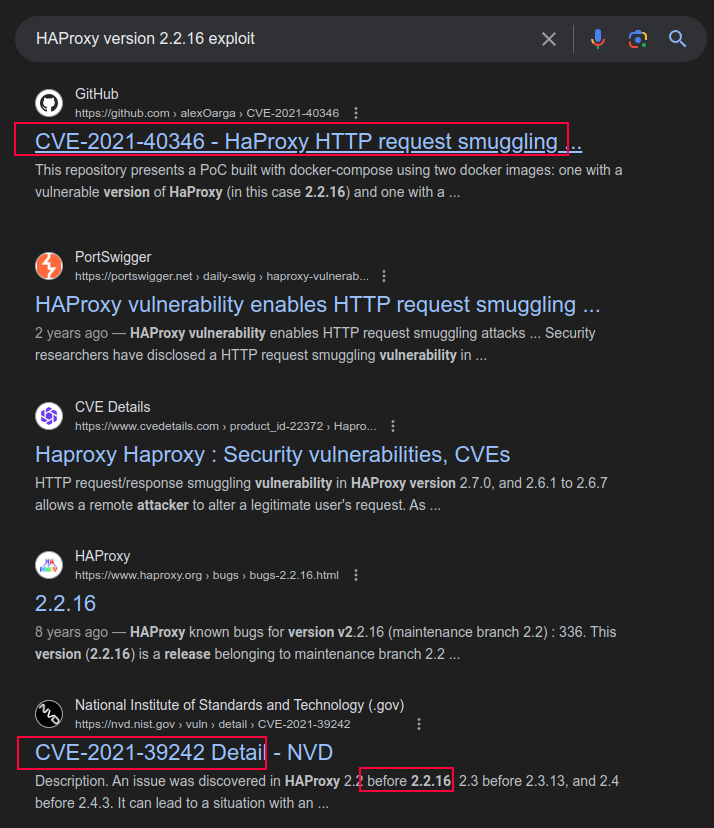 HAProxy version 2.2.16 exploit
GitHub
https://github.com › alexOarga › CVE-2021-40346
CVE-2021-40346 - HaProxy HTTP request smuggling ...
This repository presents a PoC built with docker-compose using two docker images: one with a
vulnerable version of HaProxy (in this case 2.2.16) and one with a ...
PortSwigger
https://portswigger.net › daily-swig › haproxy-vulnerab...
HAProxy vulnerability enables HTTP request smuggling ...
2 years ago — HAProxy vulnerability enables HTTP request smuggling attacks ... Security
researchers have disclosed a HTTP request smuggling vulnerability in ...
CVE Details
https://www.cvedetails.com › product_id-22372 › Hapro...
Haproxy Haproxy : Security vulnerabilities, CVEs
HTTP request/response smuggling vulnerability in HAProxy version 2.7.0, and 2.6.1 to 2.6.7
allows a remote attacker to alter a legitimate user's request. As ...
HAProxy
https://www.haproxy.org › bugs › bugs-2.2.16.html
2.2.16
8 years ago — HAProxy known bugs for version v2.2.16 (maintenance branch 2.2) : 336. This
version (2.2.16) is a release belonging to maintenance branch 2.2 ...
National Institute of Standards and Technology (.gov)
https://nvd.nist.gov › vuln › detail › CVE-2021-39242
CVE-2021-39242 Detail - NVD
Description. An issue was discovered in HAProxy 2.2 before 2.2.16, 2.3 before 2.3.13, and 2.4
before 2.4.3. It can lead to a situation with an ...